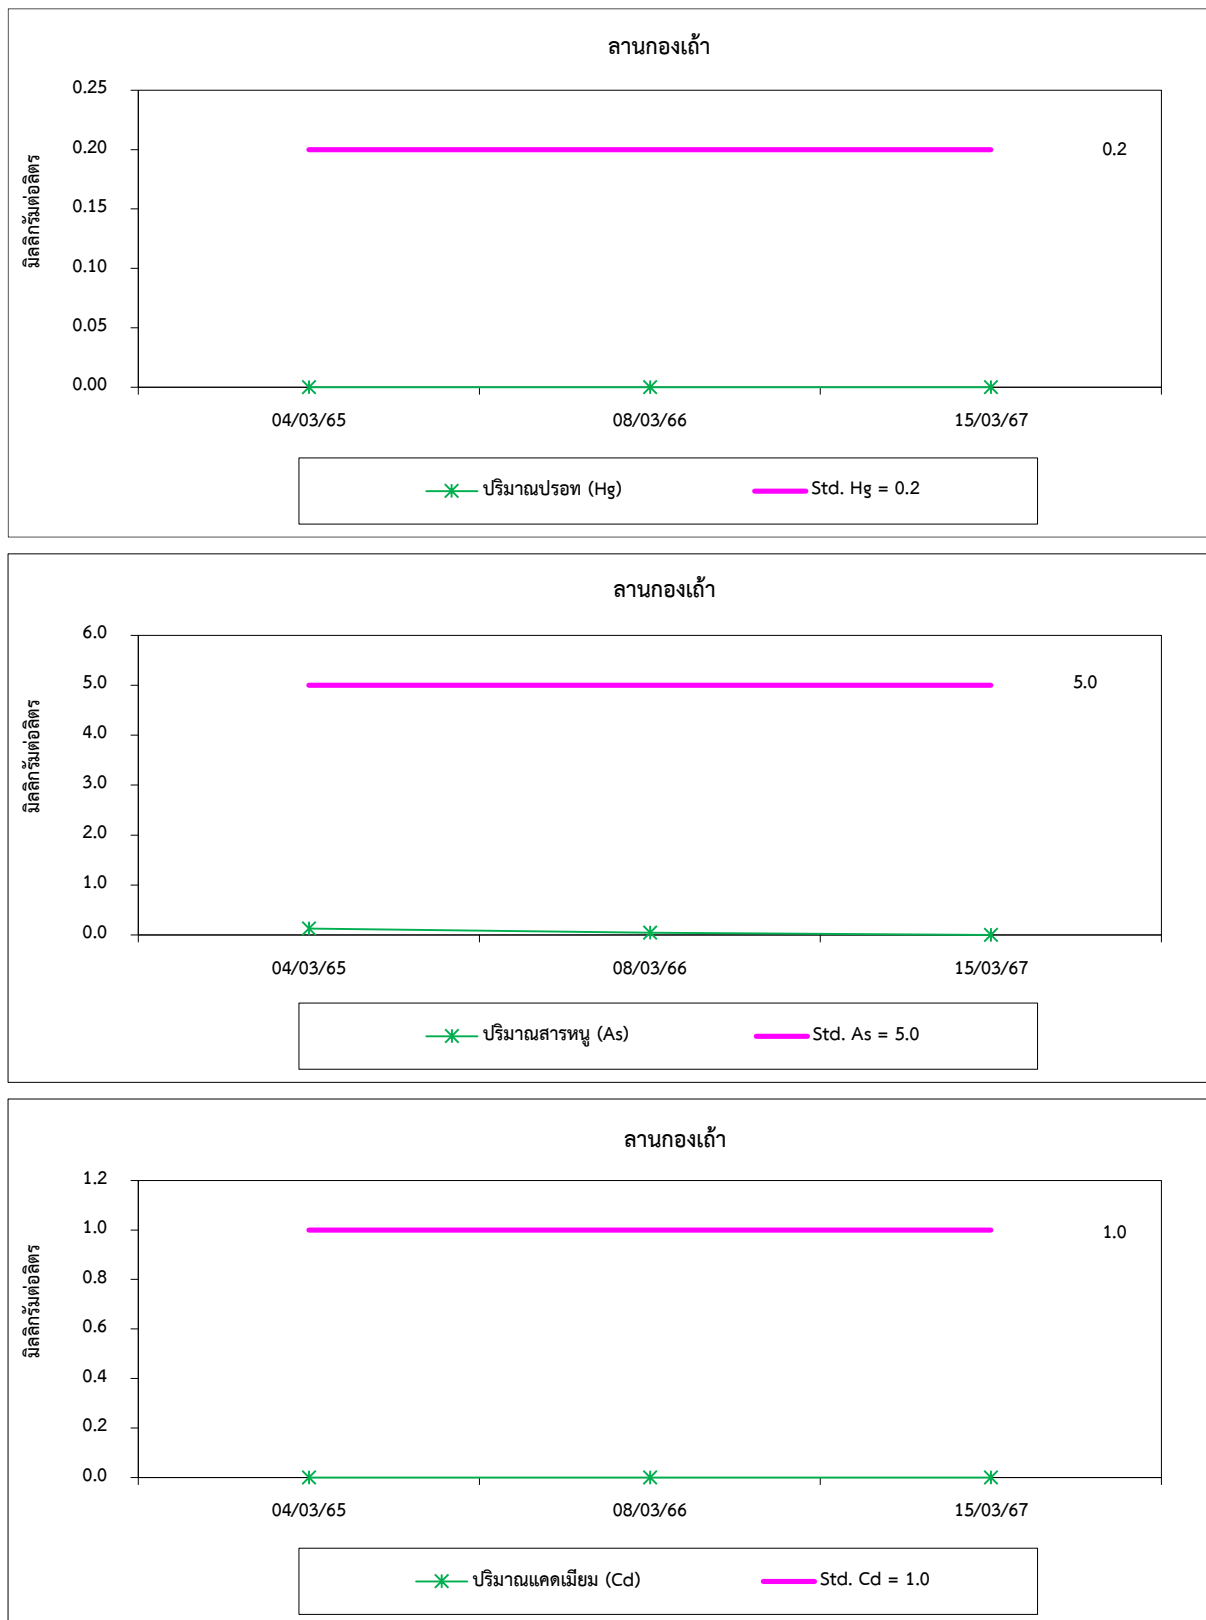 ลานกองเถ้า
มิลลิกรัมต่อลิตร
0.25
0.20
0.15
0.10
0.05
0.00
0.2
04/03/65 08/03/66 15/03/67
ปริมาณปรอท (Hg) Std. Hg = 0.2
ลานกองเถ้า
มิลลิกรัมต่อลิตร
6.0
5.0
4.0
3.0
2.0
1.0
0.0
5.0
04/03/65 08/03/66 15/03/67
ปริมาณสารหนู (As) Std. As = 5.0
ลานกองเถ้า
มิลลิกรัมต่อลิตร
1.2
1.0
0.8
0.6
0.4
0.2
0.0
1.0
04/03/65 08/03/66 15/03/67
ปริมาณแคดเมียม (Cd) Std. Cd = 1.0